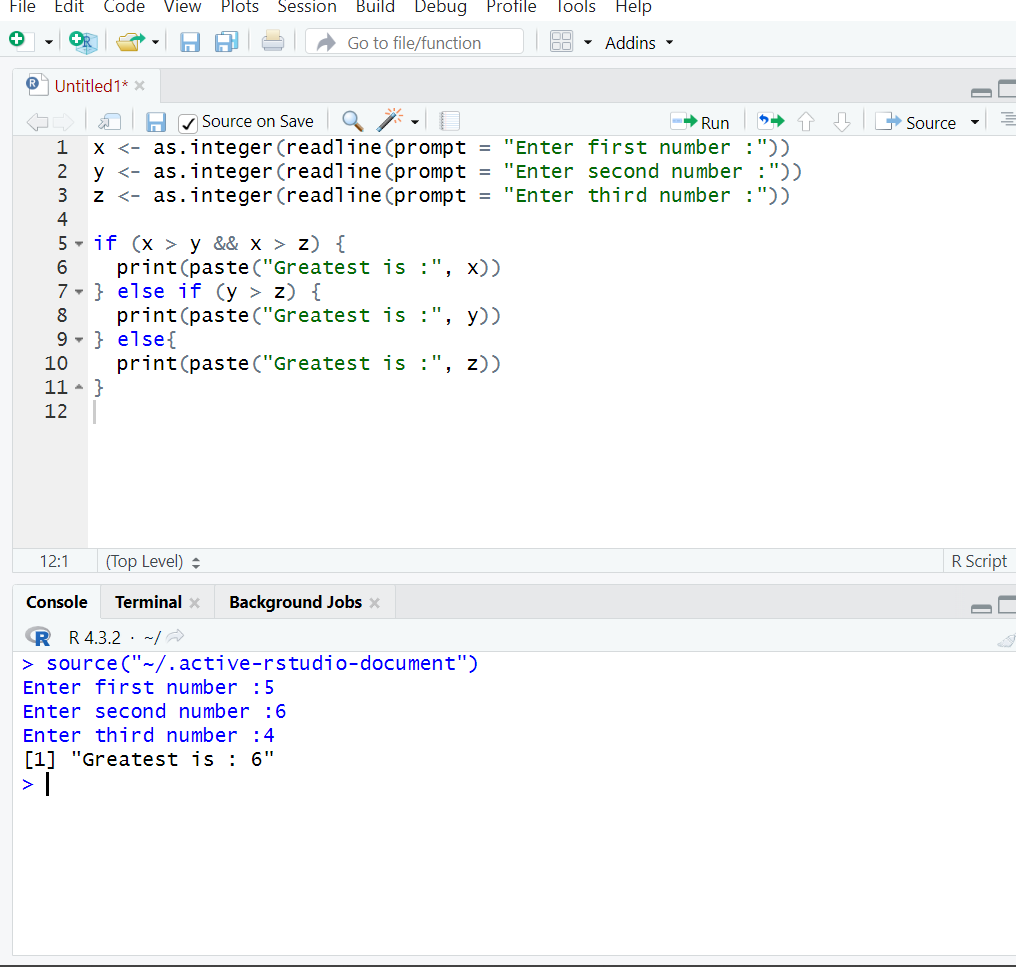 File Edit Code View Plots Session Build Debug Profile Tools Help
R Go to file/function Addins
R Untitled1*
Source on Save Run Source
1 x <- as.integer(readline(prompt = "Enter first number :"))
2 y <- as.integer(readline(prompt = "Enter second number :"))
3 z <- as.integer(readline(prompt = "Enter third number :"))
4
5 if (x > y && x > z) {
6   print(paste("Greatest is :", x))
7 } else if (y > z) {
8   print(paste("Greatest is :", y))
9 } else{
10   print(paste("Greatest is :", z))
11 }
12
12:1 (Top Level) R Script
Console Terminal Background Jobs
R R 4.3.2 · ~/
> source("~/.active-rstudio-document")
Enter first number :5
Enter second number :6
Enter third number :4
[1] "Greatest is : 6"
>